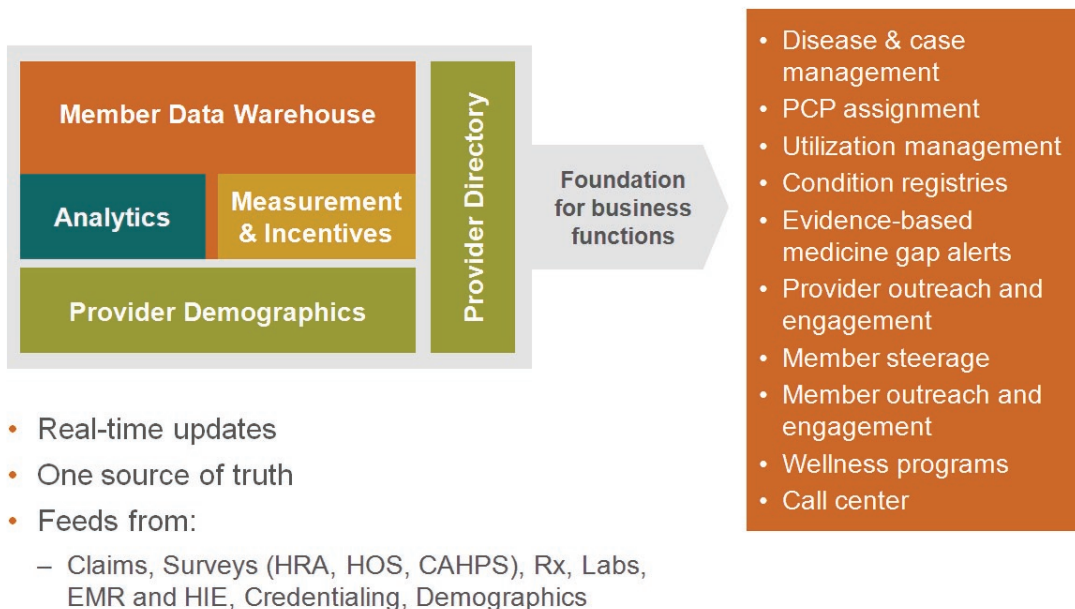 Member Data Warehouse
Analytics
Measurement
& Incentives
Provider Demographics
Provider Directory
Foundation
for business
functions
• Disease & case
management
• PCP assignment
• Utilization management
• Condition registries
• Evidence-based
medicine gap alerts
• Provider outreach and
engagement
• Member steerage
• Member outreach and
engagement
• Wellness programs
• Call center
• Real-time updates
• One source of truth
• Feeds from:
– Claims, Surveys (HRA, HOS, CAHPS), Rx, Labs,
EMR and HIE, Credentialing, Demographics